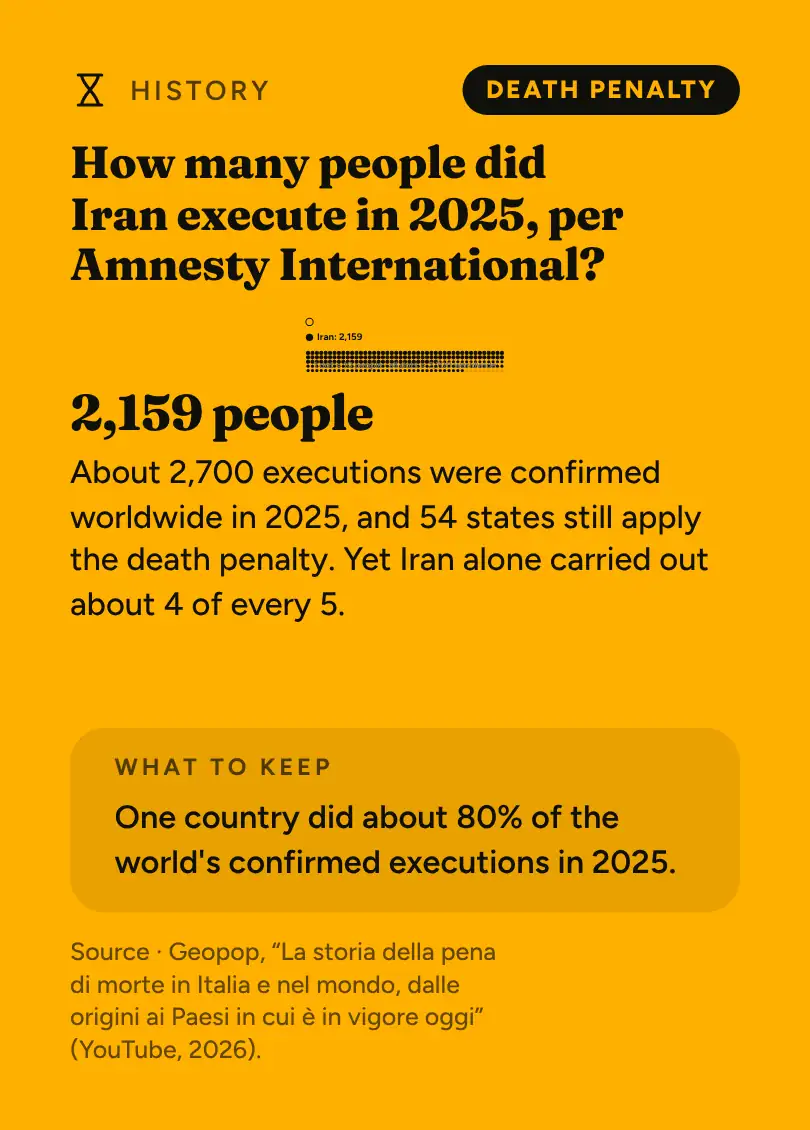 HISTORY
DEATH PENALTY
How many people did
Iran execute in 2025, per
Amnesty International?
Iran: 2,159
2,159 people
About 2,700 executions were confirmed
worldwide in 2025, and 54 states still apply
the death penalty. Yet Iran alone carried out
about 4 of every 5.
WHAT TO KEEP
One country did about 80% of the
world's confirmed executions in 2025.
Source · Geopop, “La storia della pena
di morte in Italia e nel mondo, dalle
origini ai Paesi in cui è in vigore oggi”
(YouTube, 2026).